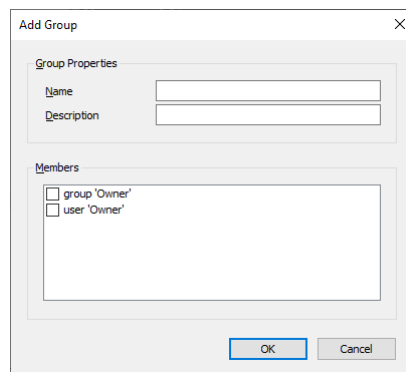 Add Group
Group Properties
Name
Description
Members
group 'Owner'
user 'Owner'
OK
Cancel